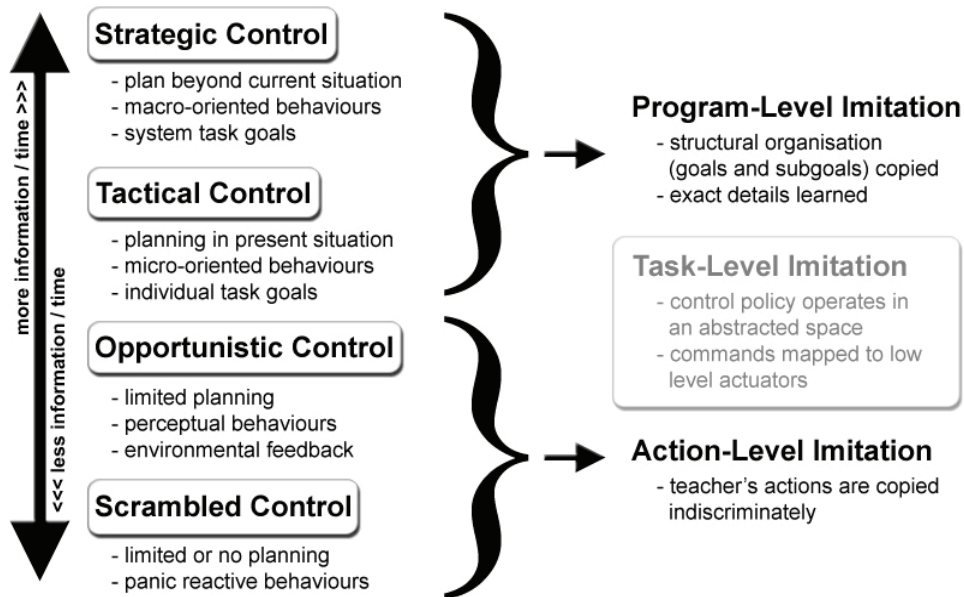 more information / time >>>
<<< less information / time
Strategic Control
- plan beyond current situation
- macro-oriented behaviours
- system task goals
Tactical Control
- planning in present situation
- micro-oriented behaviours
- individual task goals
Opportunistic Control
- limited planning
- perceptual behaviours
- environmental feedback
Scrambled Control
- limited or no planning
- panic reactive behaviours
Program-Level Imitation
- structural organisation
(goals and subgoals) copied
- exact details learned
Task-Level Imitation
- control policy operates in
an abstracted space
- commands mapped to low
level actuators
Action-Level Imitation
- teacher's actions are copied
indiscriminately